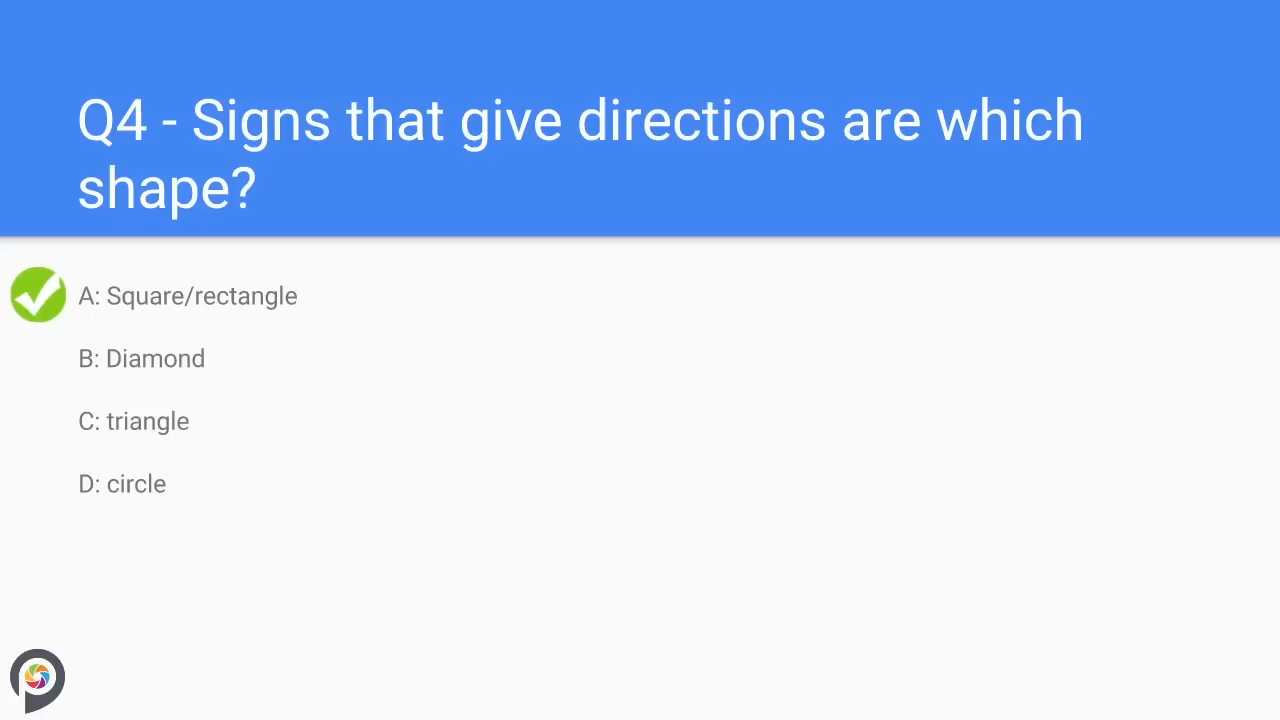 Q4 - Signs that give directions are which
shape?
A: Square/rectangle
B: Diamond
C: triangle
D: circle